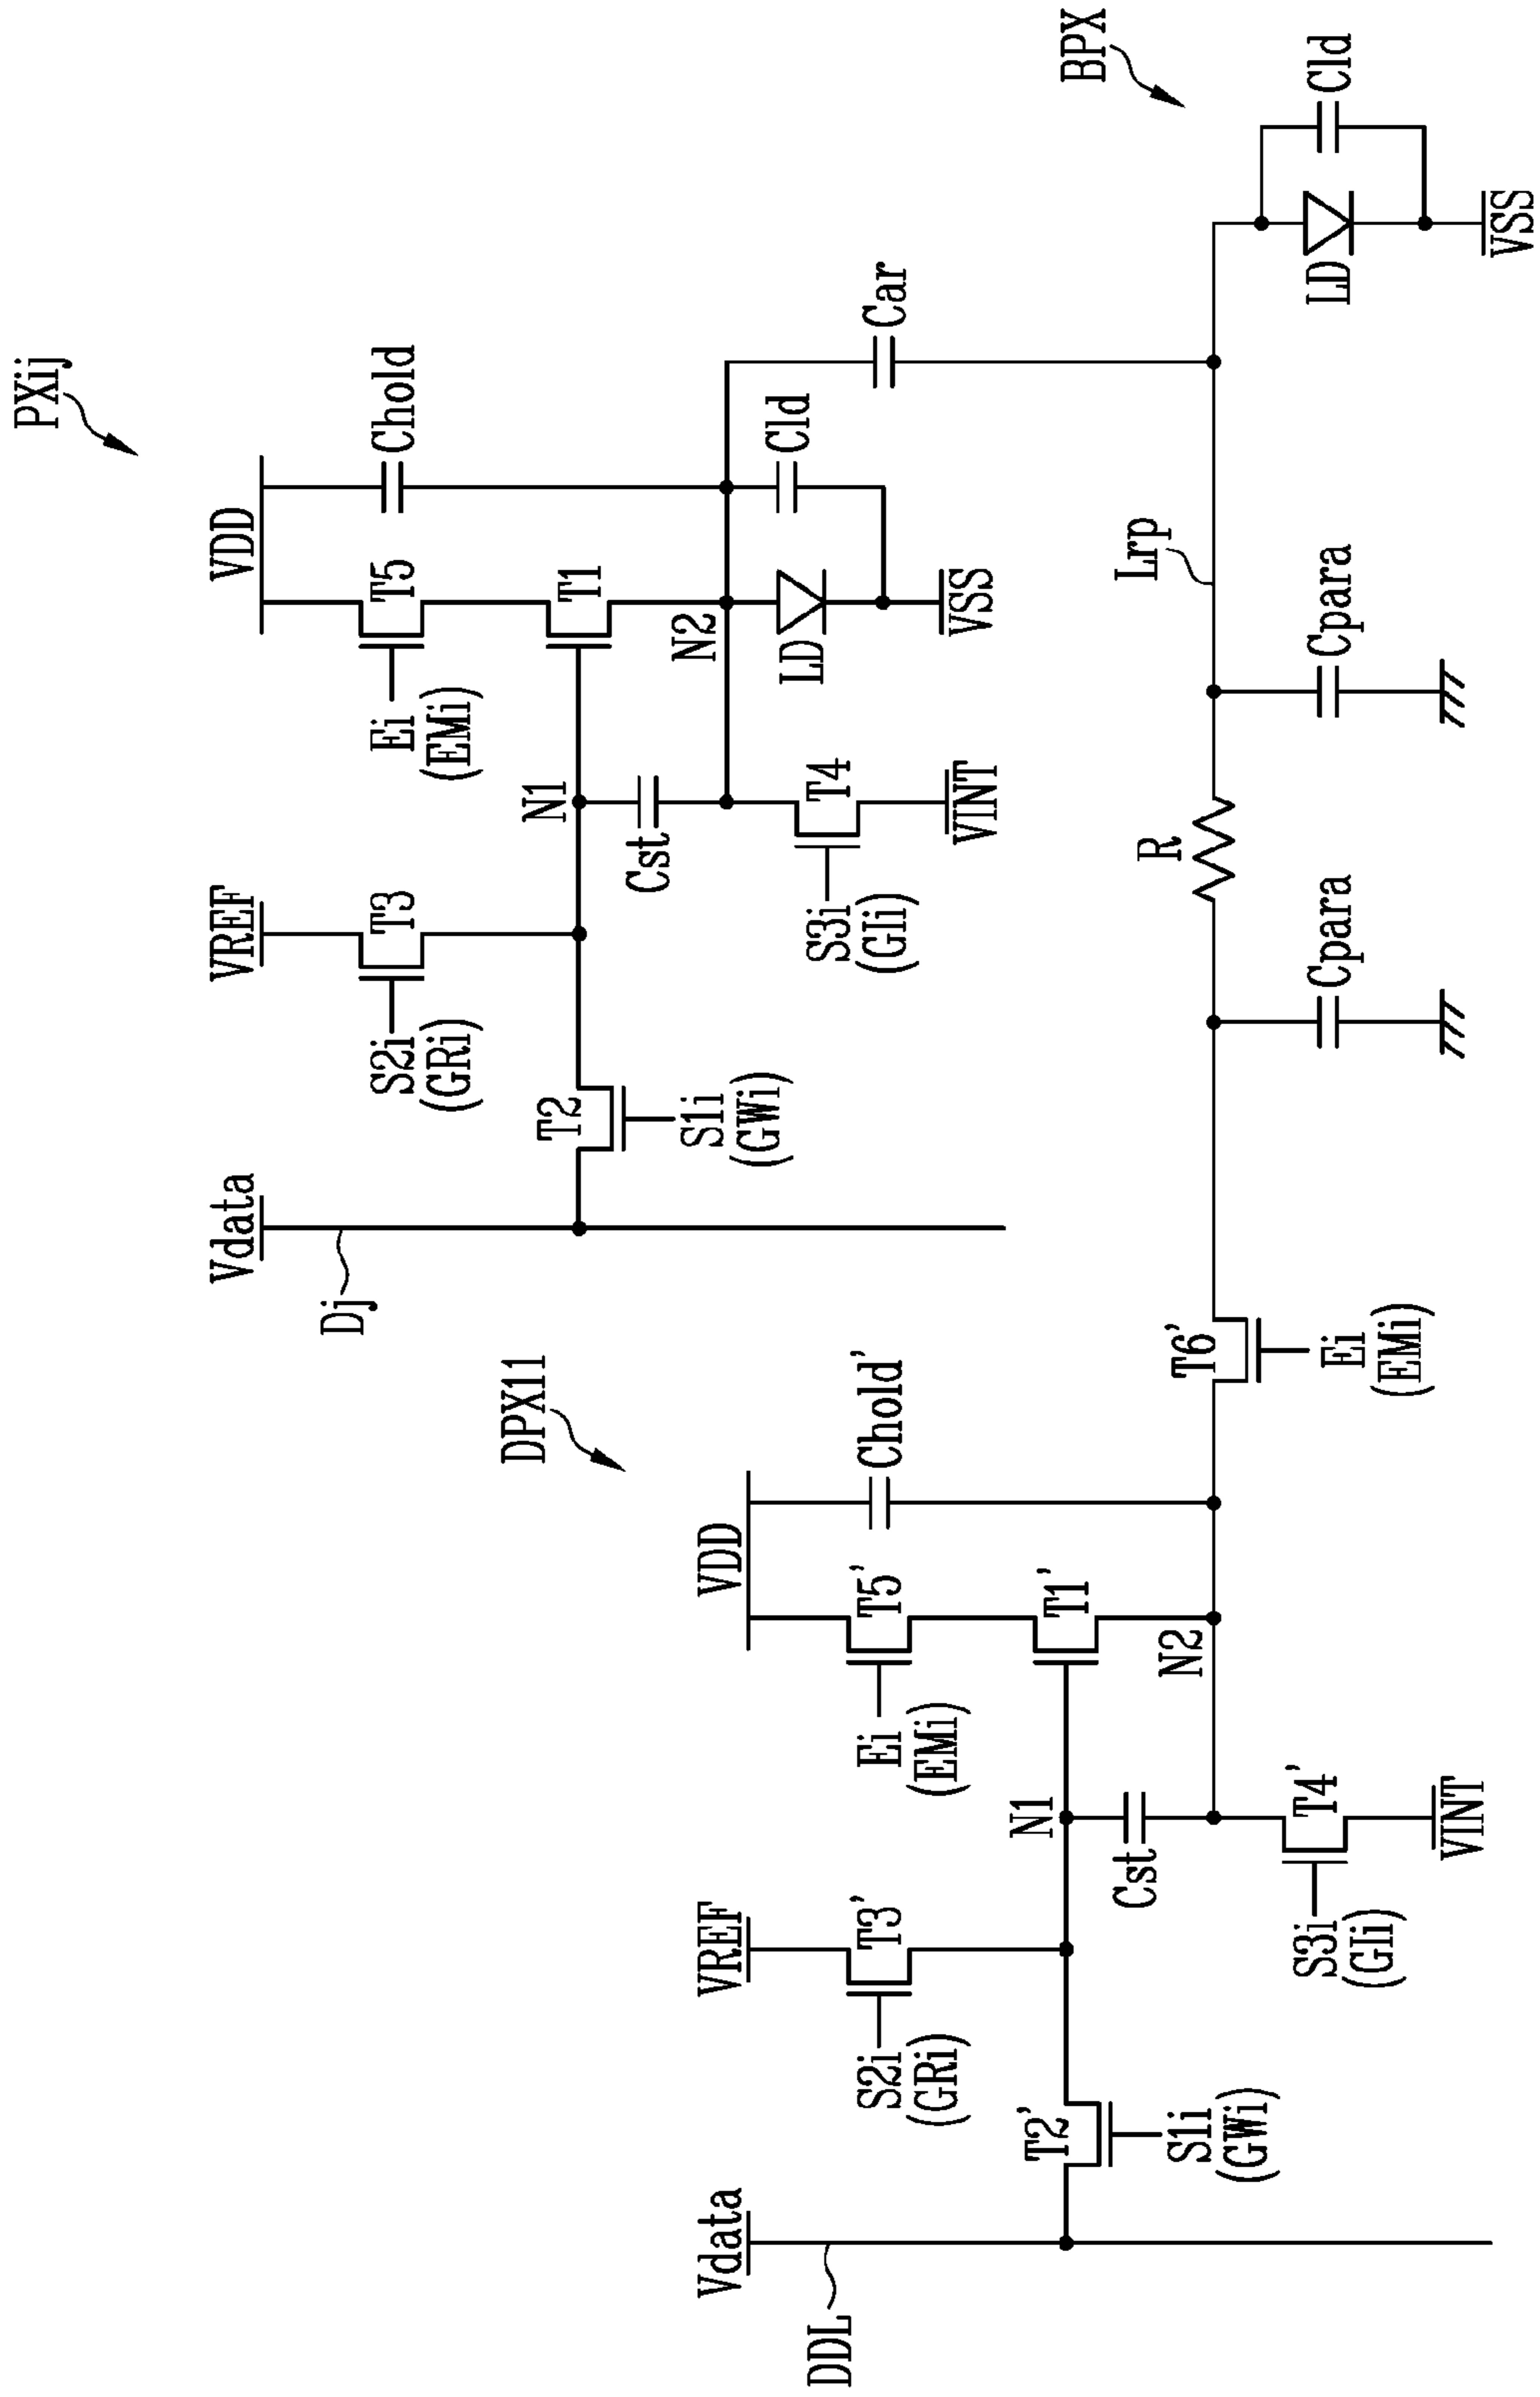 PXij
VDD
Chold
T5
Ei
(EMi)
T1
VREF
T3
S2i
(GRi)
N1
N2
Cst
LD
Cld
VSS
Car
T4
S3i
(GIi)
VINT
Vdata
Dj
T2
S1i
(GWi)
BPX
Cld
LD
VSS
Lrp
R
Cpara
Cpara
T6'
Ei
(EMi)
DPX11
VDD
Chold'
T5'
Ei
(EMi)
T1'
VREF
T3'
S2i
(GRi)
N1
N2
Cst
T4'
S3i
(GIi)
VINT
Vdata
DDL
T2'
S1i
(GWi)